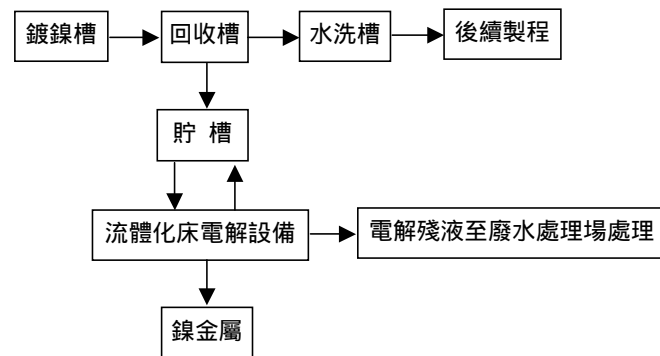 鍍鎳槽
回收槽
水洗槽
後續製程
貯 槽
流體化床電解設備
電解殘液至廢水處理場處理
鎳金屬